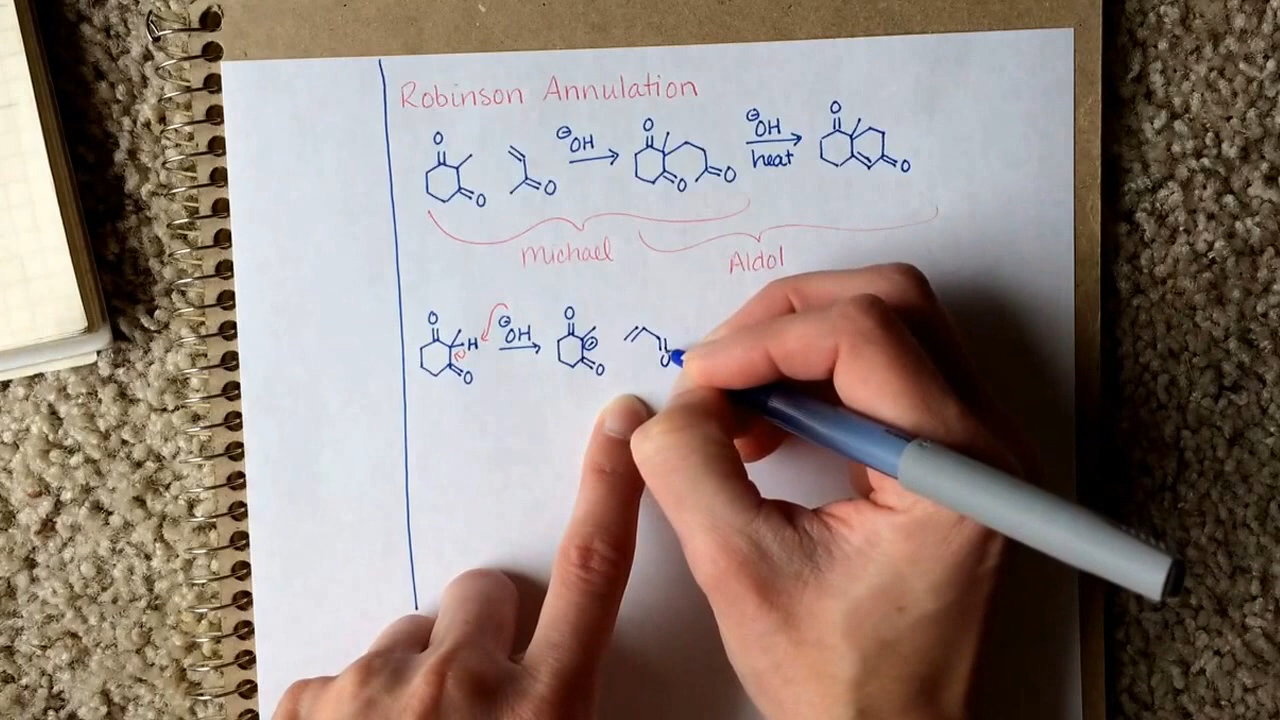 Robinson Annulation
O O O ⊖OH O O O ⊖OH heat O O
Michael
Aldol
O H O ⊖OH O ⊖ O O